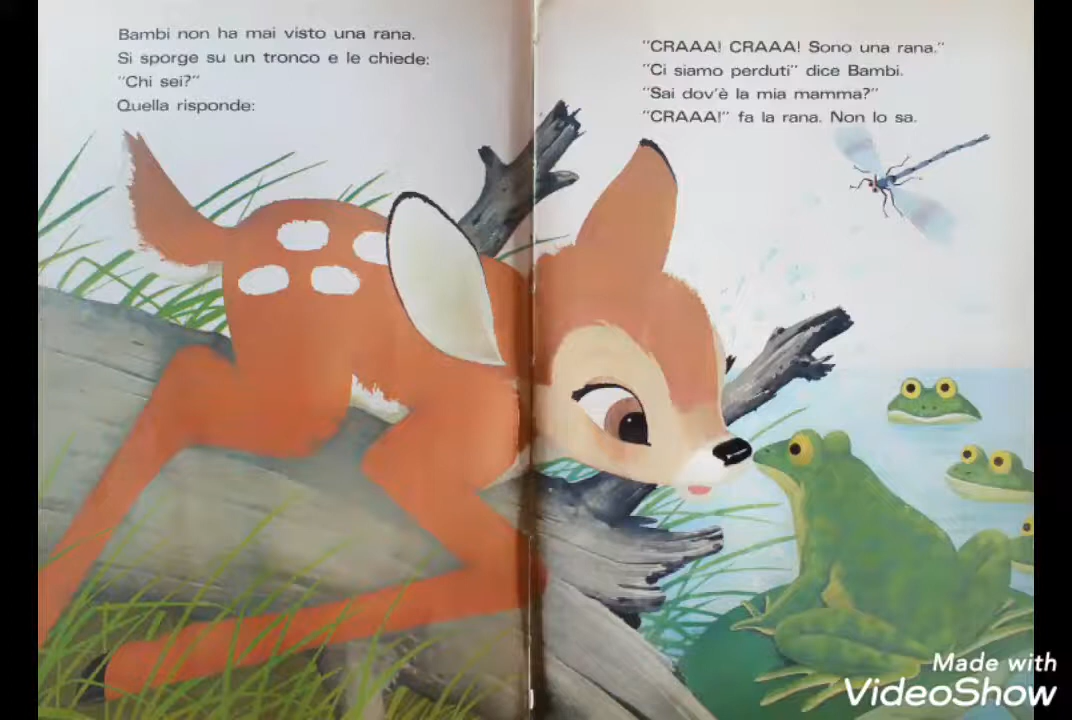 Bambi non ha mai visto una rana.
Si sporge su un tronco e le chiede:
"Chi sei?"
Quella risponde:
"CRAAA! CRAAA! Sono una rana."
"Ci siamo perduti" dice Bambi.
"Sai dov'è la mia mamma?"
"CRAAA!" fa la rana. Non lo sa.
Made with
VideoShow